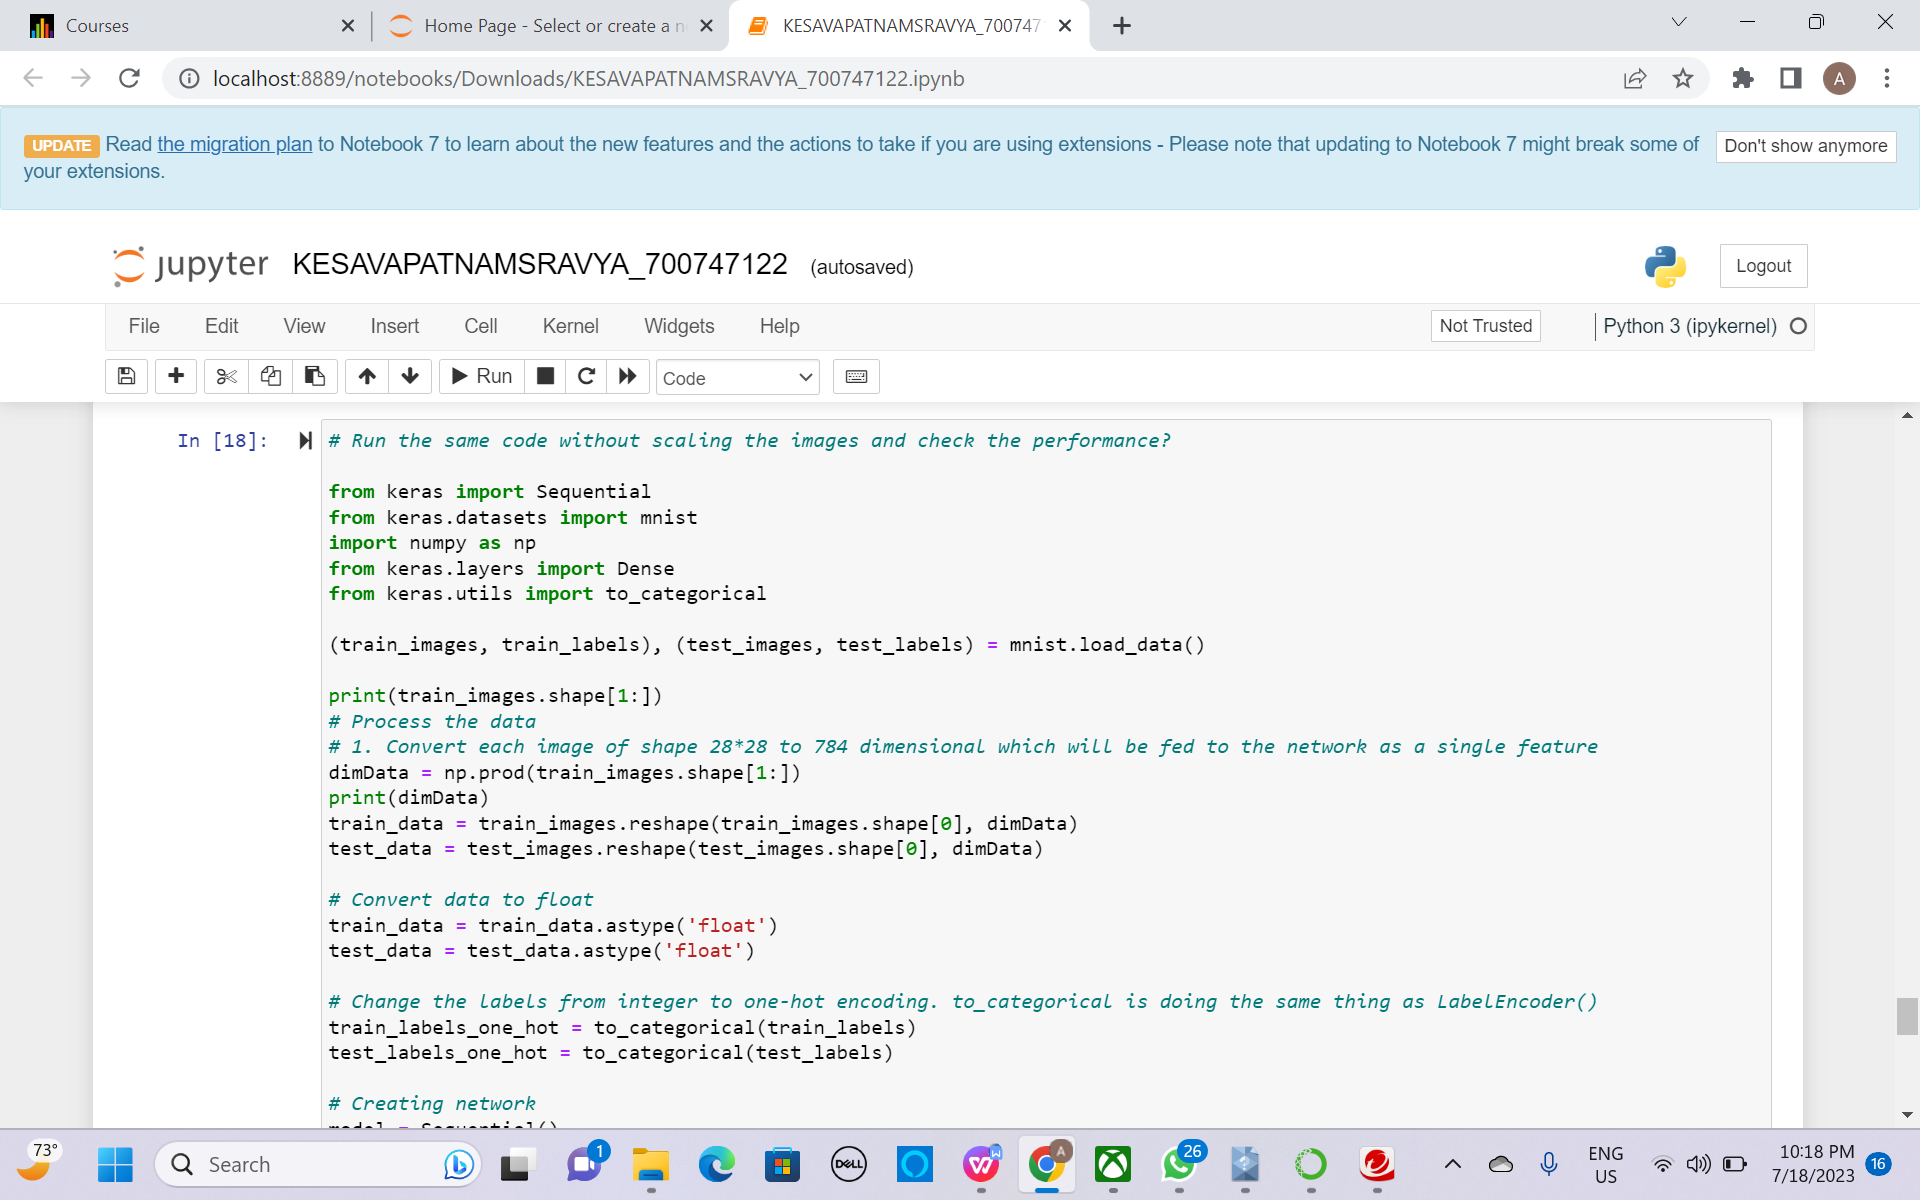 Courses
Home Page - Select or create a n
KESAVAPATNAMSRAVYA_700747
localhost:8889/notebooks/Downloads/KESAVAPATNAMSRAVYA_700747122.ipynb
A
UPDATE Read the migration plan to Notebook 7 to learn about the new features and the actions to take if you are using extensions - Please note that updating to Notebook 7 might break some of
your extensions.
Don't show anymore
jupyter KESAVAPATNAMSRAVYA_700747122 (autosaved)
Logout
File Edit View Insert Cell Kernel Widgets Help
Not Trusted
Python 3 (ipykernel)
Run
Code
In [18]:
# Run the same code without scaling the images and check the performance?
from keras import Sequential
from keras.datasets import mnist
import numpy as np
from keras.layers import Dense
from keras.utils import to_categorical
(train_images, train_labels), (test_images, test_labels) = mnist.load_data()
print(train_images.shape[1:])
# Process the data
# 1. Convert each image of shape 28*28 to 784 dimensional which will be fed to the network as a single feature
dimData = np.prod(train_images.shape[1:])
print(dimData)
train_data = train_images.reshape(train_images.shape[0], dimData)
test_data = test_images.reshape(test_images.shape[0], dimData)
# Convert data to float
train_data = train_data.astype('float')
test_data = test_data.astype('float')
# Change the labels from integer to one-hot encoding. to_categorical is doing the same thing as LabelEncoder()
train_labels_one_hot = to_categorical(train_labels)
test_labels_one_hot = to_categorical(test_labels)
# Creating network
model = Sequential()
73°
Search
1
DELL
A
26
ENG
US
10:18 PM
7/18/2023
16